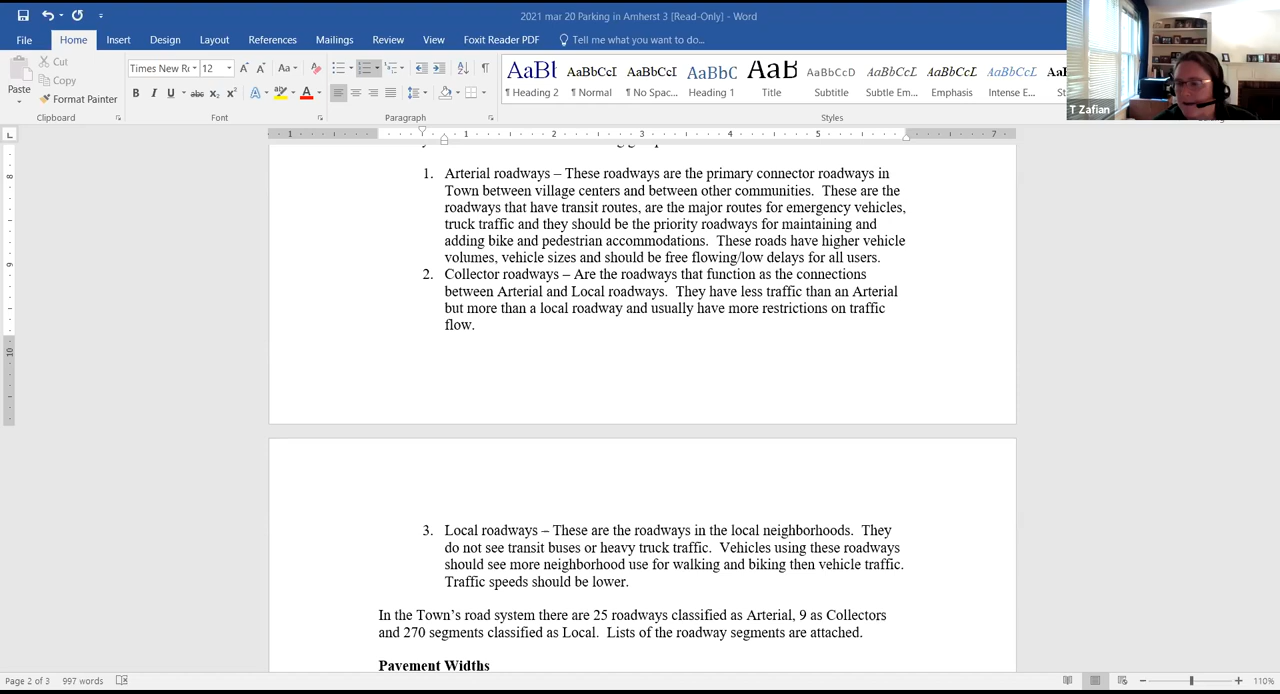 2021 mar 20 Parking in Amherst 3 [Read-Only] - Word
File Home Insert Design Layout References Mailings Review View Foxit Reader PDF Tell me what you want to do...
Cut
Copy
Paste
Format Painter
Times New Ro 12
AaBl AaBbCcl AaBbCcl AaBbC AaB AaBbCcD AaBbCcL AaBbCcL AaBbCcL
¶ Heading 2 ¶ Normal ¶ No Spac... Heading 1 Title Subtitle Subtle Em... Emphasis Intense E...
Clipboard Font Paragraph Styles
T Zafian
1. Arterial roadways – These roadways are the primary connector roadways in
Town between village centers and between other communities. These are the
roadways that have transit routes, are the major routes for emergency vehicles,
truck traffic and they should be the priority roadways for maintaining and
adding bike and pedestrian accommodations. These roads have higher vehicle
volumes, vehicle sizes and should be free flowing/low delays for all users.
2. Collector roadways – Are the roadways that function as the connections
between Arterial and Local roadways. They have less traffic than an Arterial
but more than a local roadway and usually have more restrictions on traffic
flow.
3. Local roadways – These are the roadways in the local neighborhoods. They
do not see transit buses or heavy truck traffic. Vehicles using these roadways
should see more neighborhood use for walking and biking then vehicle traffic.
Traffic speeds should be lower.
In the Town's road system there are 25 roadways classified as Arterial, 9 as Collectors
and 270 segments classified as Local. Lists of the roadway segments are attached.
Pavement Widths
Page 2 of 3 997 words 110%